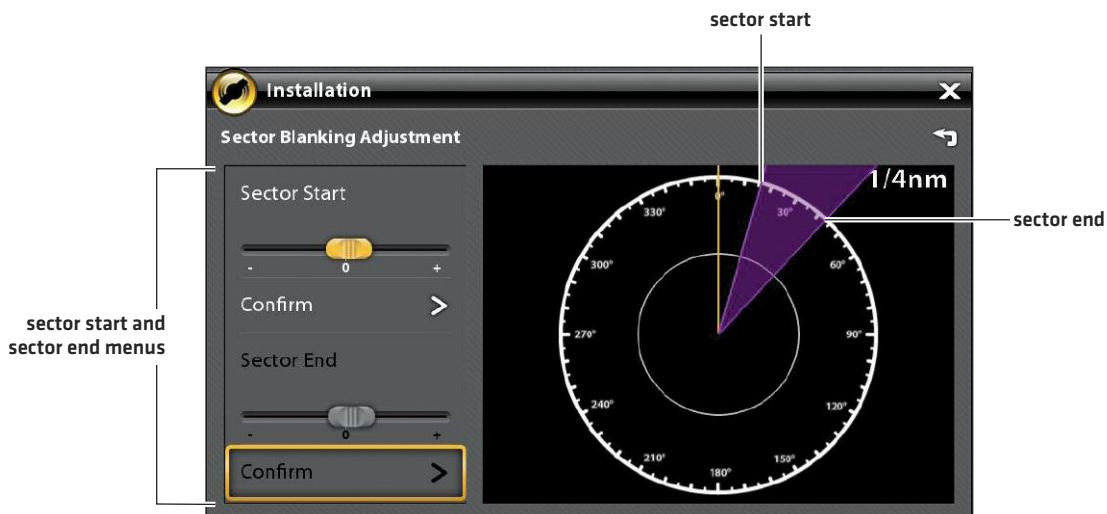 sector start
Installation
X
Sector Blanking Adjustment
Sector Start
- 0 +
Confirm >
Sector End
- 0 +
Confirm >
1/4nm
0°
30°
60°
90°
120°
150°
180°
210°
240°
270°
300°
330°
sector end
sector start and
sector end menus